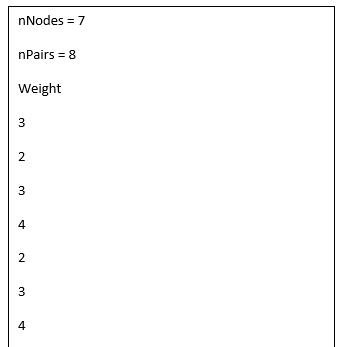 nNodes = 7
nPairs = 8
Weight
3
2
3
4
2
3
4